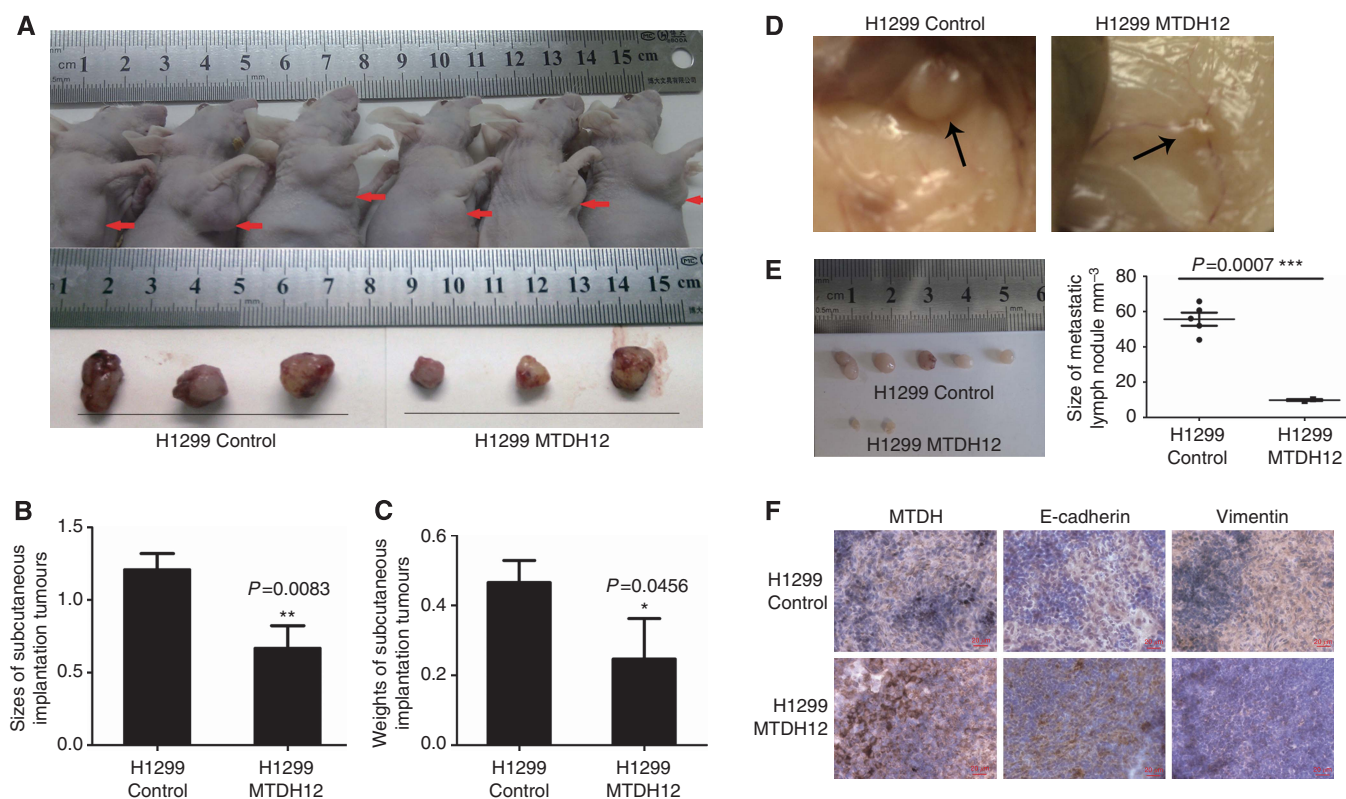 A
cm 1 2 3 4 5 6 7 8 9 10 11 12 13 14 15 cm
1 2 3 4 5 6 7 8 9 10 11 12 13 14 15 cm
mm
H1299 Control
H1299 MTDH12
B
Sizes of subcutaneous
implantation tumours
1.5
1.0
0.5
0.0
P=0.0083
**
H1299
Control
H1299
MTDH12
C
Weights of subcutaneous
implantation tumours
0.6
0.4
0.2
0.0
P=0.0456
*
H1299
Control
H1299
MTDH12
D
H1299 Control
H1299 MTDH12
E
cm 1 2 3 4 5 6
H1299 Control
H1299 MTDH12
Size of metastatic
lymph nodule mm⁻³
P=0.0007 ***
80
60
40
20
0
H1299
Control
H1299
MTDH12
F
MTDH
E-cadherin
Vimentin
H1299
Control
H1299
MTDH12